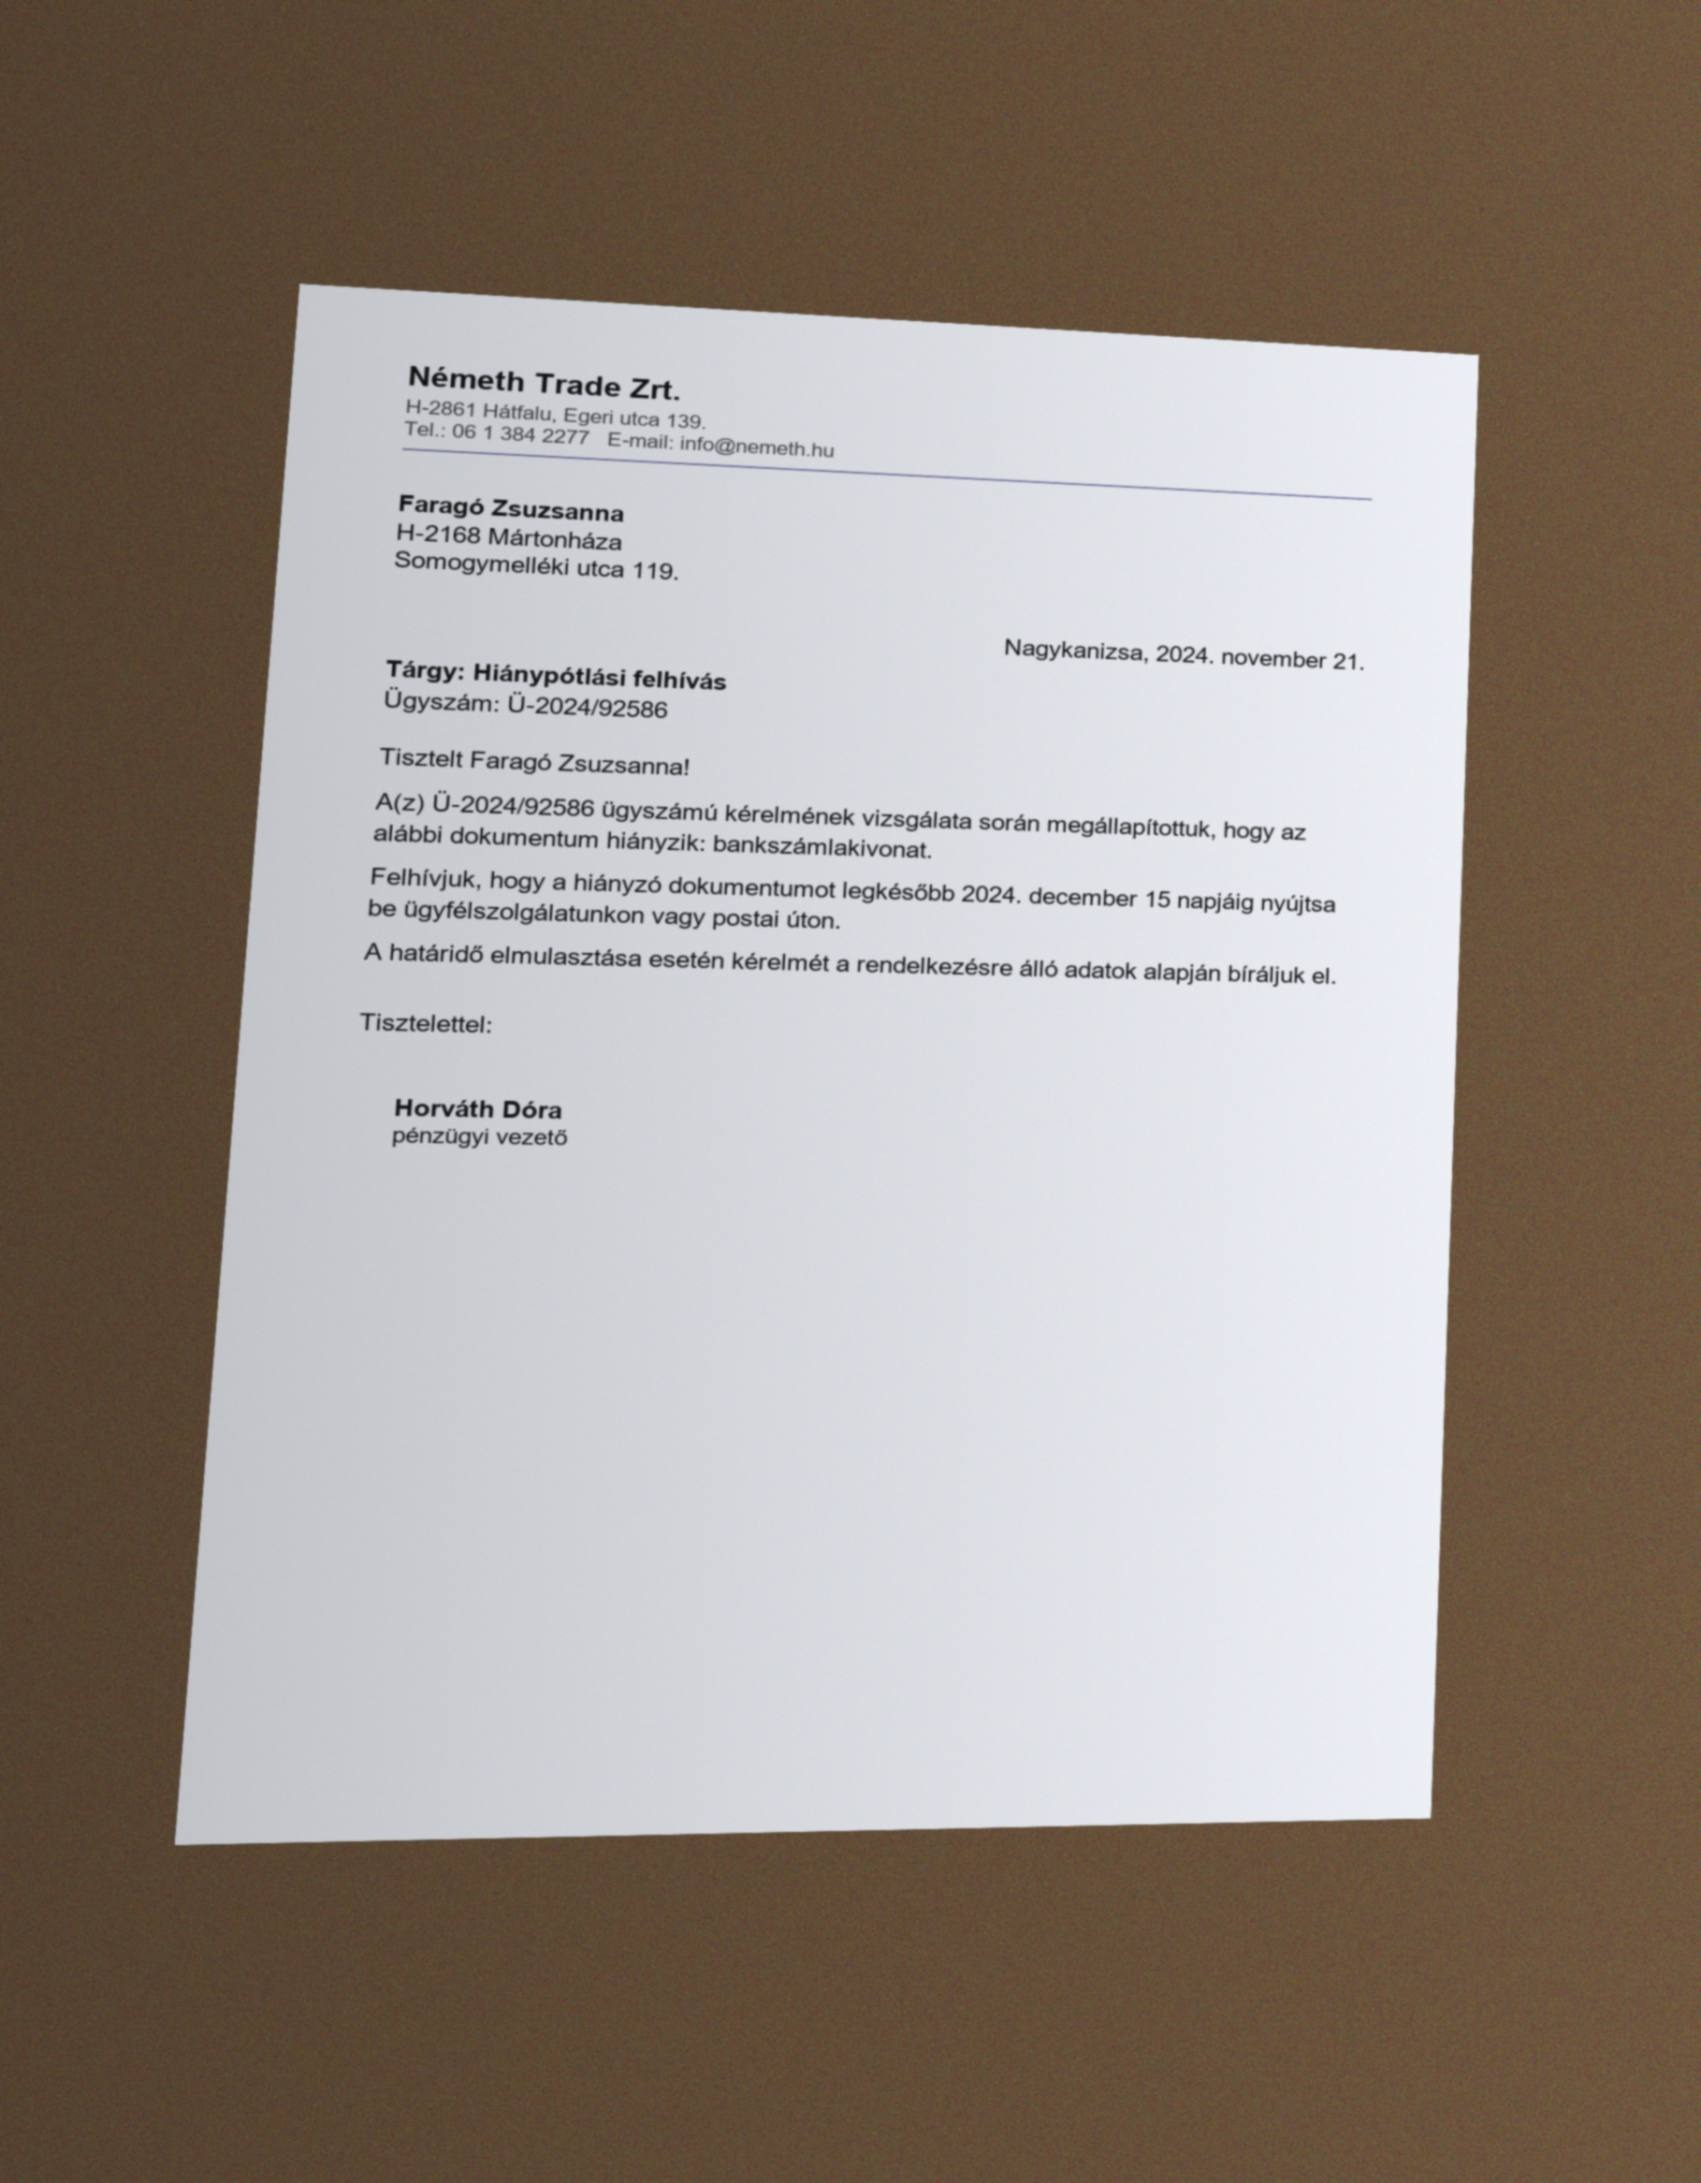 Németh Trade Zrt.
H-2861 Hátfalu, Egeri utca 139.
Tel.: 06 1 384 2277 E-mail: info@nemeth.hu
Faragó Zsuzsanna
H-2168 Mártonháza
Somogymelléki utca 119.
Nagykanizsa, 2024. november 21.
Tárgy: Hiánypótlási felhívás
Ügyszám: Ü-2024/92586
Tisztelt Faragó Zsuzsanna!
A(z) Ü-2024/92586 ügyszámú kérelmének vizsgálata során megállapítottuk, hogy az
alábbi dokumentum hiányzik: bankszámlakivonat.
Felhívjuk, hogy a hiányzó dokumentumot legkésőbb 2024. december 15 napjáig nyújtsa
be ügyfélszolgálatunkon vagy postai úton.
A határidő elmulasztása esetén kérelmét a rendelkezésre álló adatok alapján bíráljuk el.
Tisztelettel:
Horváth Dóra
pénzügyi vezető